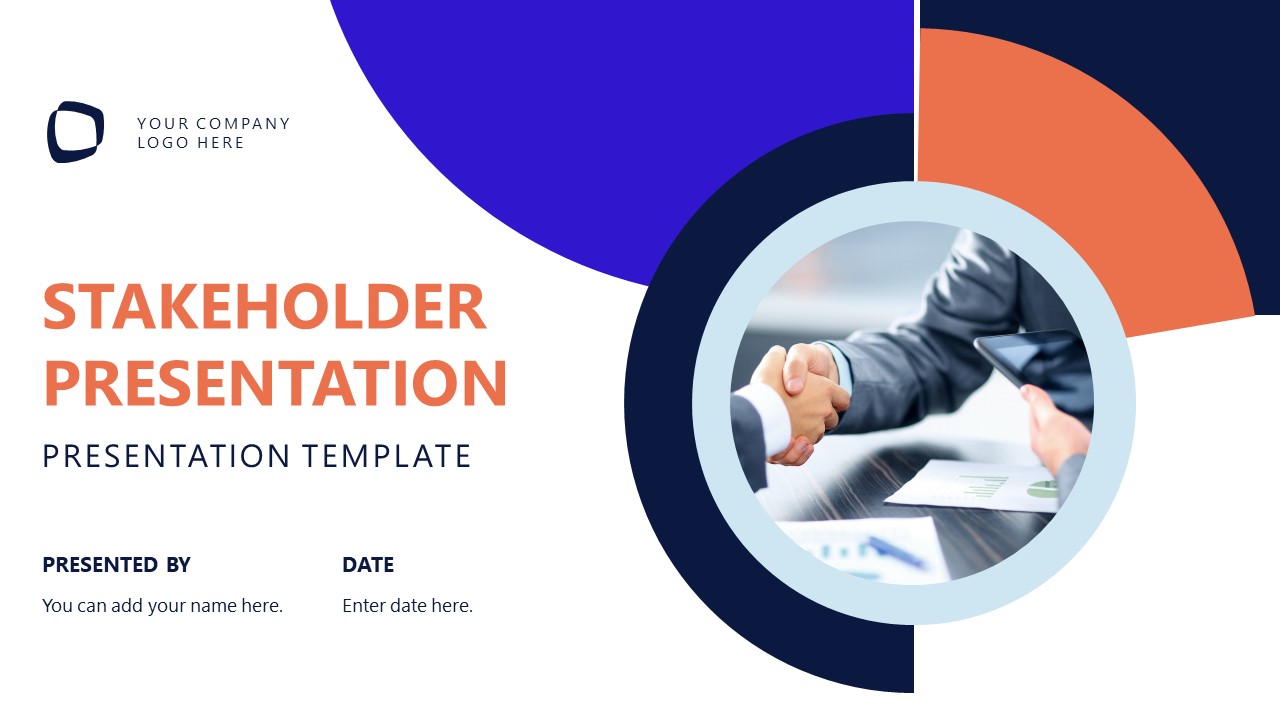 YOUR COMPANY
LOGO HERE
STAKEHOLDER
PRESENTATION
PRESENTATION TEMPLATE
PRESENTED BY
You can add your name here.
DATE
Enter date here.